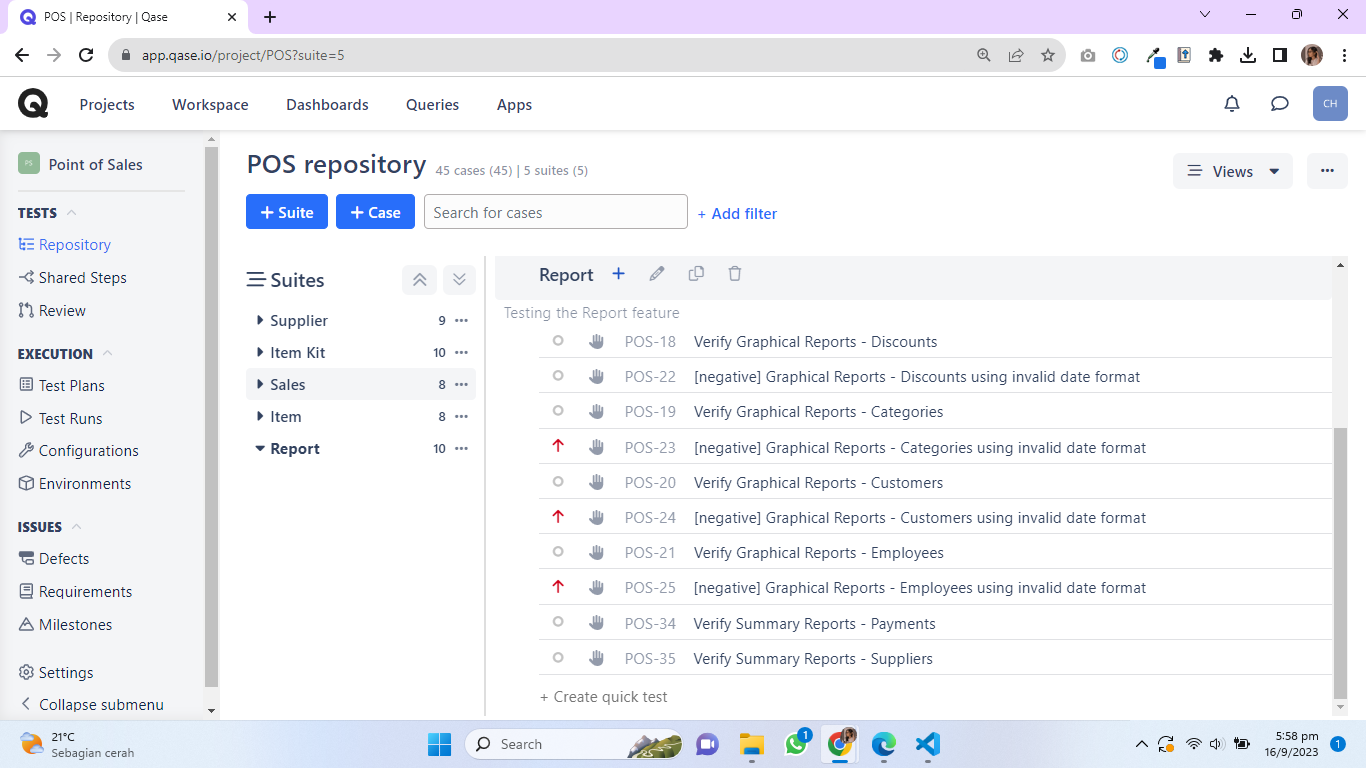 POS | Repository | Qase
app.qase.io/project/POS?suite=5
Projects Workspace Dashboards Queries Apps CH
PS Point of Sales
TESTS
Repository
Shared Steps
Review
EXECUTION
Test Plans
Test Runs
Configurations
Environments
ISSUES
Defects
Requirements
Milestones
Settings
Collapse submenu
POS repository 45 cases (45) | 5 suites (5)
Views
+ Suite + Case Search for cases + Add filter
Suites
Supplier 9
Item Kit 10
Sales 8
Item 8
Report 10
Report
Testing the Report feature
POS-18 Verify Graphical Reports - Discounts
POS-22 [negative] Graphical Reports - Discounts using invalid date format
POS-19 Verify Graphical Reports - Categories
POS-23 [negative] Graphical Reports - Categories using invalid date format
POS-20 Verify Graphical Reports - Customers
POS-24 [negative] Graphical Reports - Customers using invalid date format
POS-21 Verify Graphical Reports - Employees
POS-25 [negative] Graphical Reports - Employees using invalid date format
POS-34 Verify Summary Reports - Payments
POS-35 Verify Summary Reports - Suppliers
+ Create quick test
21°C
Sebagian cerah
Search
1
5:58 pm
16/9/2023
1